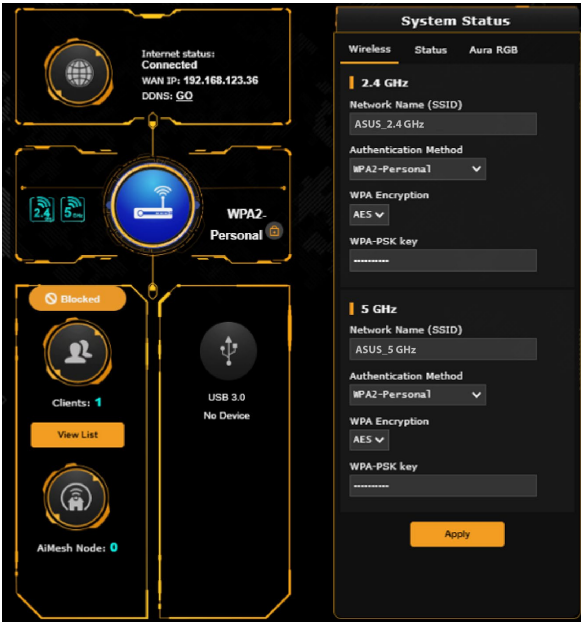 Internet status:
Connected
WAN IP: 192.168.123.36
DDNS: GO
2.4
GHz
5 GHz
WPA2-
Personal
Blocked
Clients: 1
View List
AiMesh Node: 0
USB 3.0
No Device
System Status
Wireless Status Aura RGB
2.4 GHz
Network Name (SSID)
ASUS_2.4 GHz
Authentication Method
WPA2-Personal
WPA Encryption
AES
WPA-PSK key
----------
5 GHz
Network Name (SSID)
ASUS_5 GHz
Authentication Method
WPA2-Personal
WPA Encryption
AES
WPA-PSK key
----------
Apply